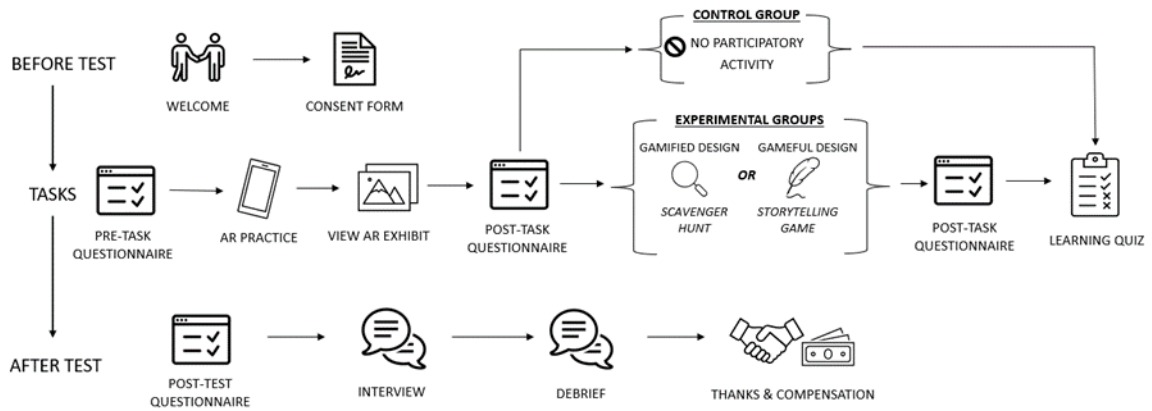 CONTROL GROUP
NO PARTICIPATORY
ACTIVITY
BEFORE TEST
WELCOME
CONSENT FORM
EXPERIMENTAL GROUPS
GAMIFIED DESIGN
GAMEFUL DESIGN
OR
SCAVENGER
HUNT
STORYTELLING
GAME
TASKS
PRE-TASK
QUESTIONNAIRE
AR PRACTICE
VIEW AR EXHIBIT
POST-TASK
QUESTIONNAIRE
POST-TASK
QUESTIONNAIRE
LEARNING QUIZ
AFTER TEST
POST-TEST
QUESTIONNAIRE
INTERVIEW
DEBRIEF
THANKS & COMPENSATION